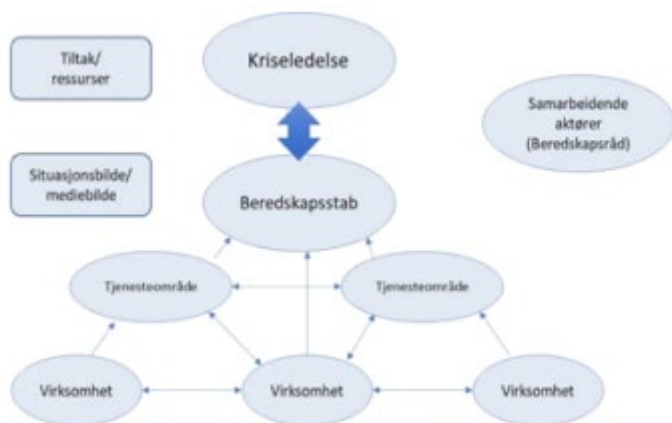 Tiltak/
ressurser
Kriseledelse
Samarbeidende
aktører
(Beredskapsråd)
Situasjonsbilde/
mediebilde
Beredskapsstab
Tjenesteområde
Tjenesteområde
Virksomhet
Virksomhet
Virksomhet